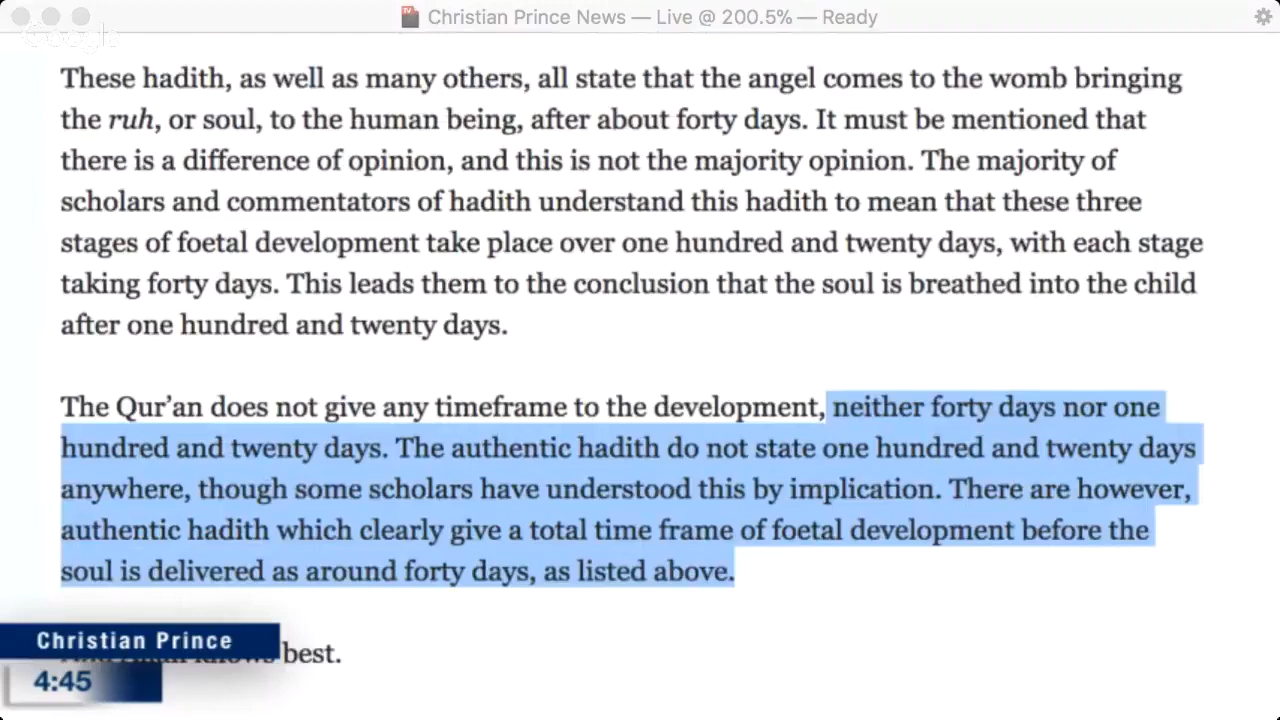 Christian Prince News — Live @ 200.5% — Ready
Google
These hadith, as well as many others, all state that the angel comes to the womb bringing
the ruh, or soul, to the human being, after about forty days. It must be mentioned that
there is a difference of opinion, and this is not the majority opinion. The majority of
scholars and commentators of hadith understand this hadith to mean that these three
stages of foetal development take place over one hundred and twenty days, with each stage
taking forty days. This leads them to the conclusion that the soul is breathed into the child
after one hundred and twenty days.
The Qur’an does not give any timeframe to the development, neither forty days nor one
hundred and twenty days. The authentic hadith do not state one hundred and twenty days
anywhere, though some scholars have understood this by implication. There are however,
authentic hadith which clearly give a total time frame of foetal development before the
soul is delivered as around forty days, as listed above.
Christian Prince
best.
4:45